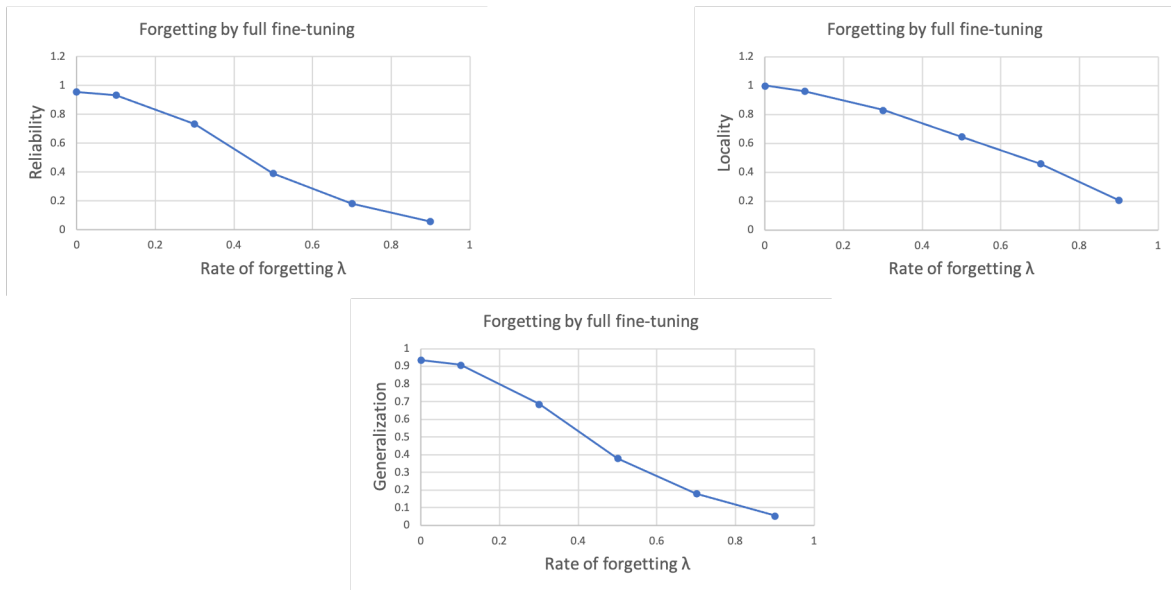 Forgetting by full fine-tuning
1.2
1
0.8
0.6
0.4
0.2
0
Reliability
0 0.2 0.4 0.6 0.8 1
Rate of forgetting λ
Forgetting by full fine-tuning
1.2
1
0.8
0.6
0.4
0.2
0
Locality
0 0.2 0.4 0.6 0.8 1
Rate of forgetting λ
Forgetting by full fine-tuning
1
0.9
0.8
0.7
0.6
0.5
0.4
0.3
0.2
0.1
0
Generalization
0 0.2 0.4 0.6 0.8 1
Rate of forgetting λ